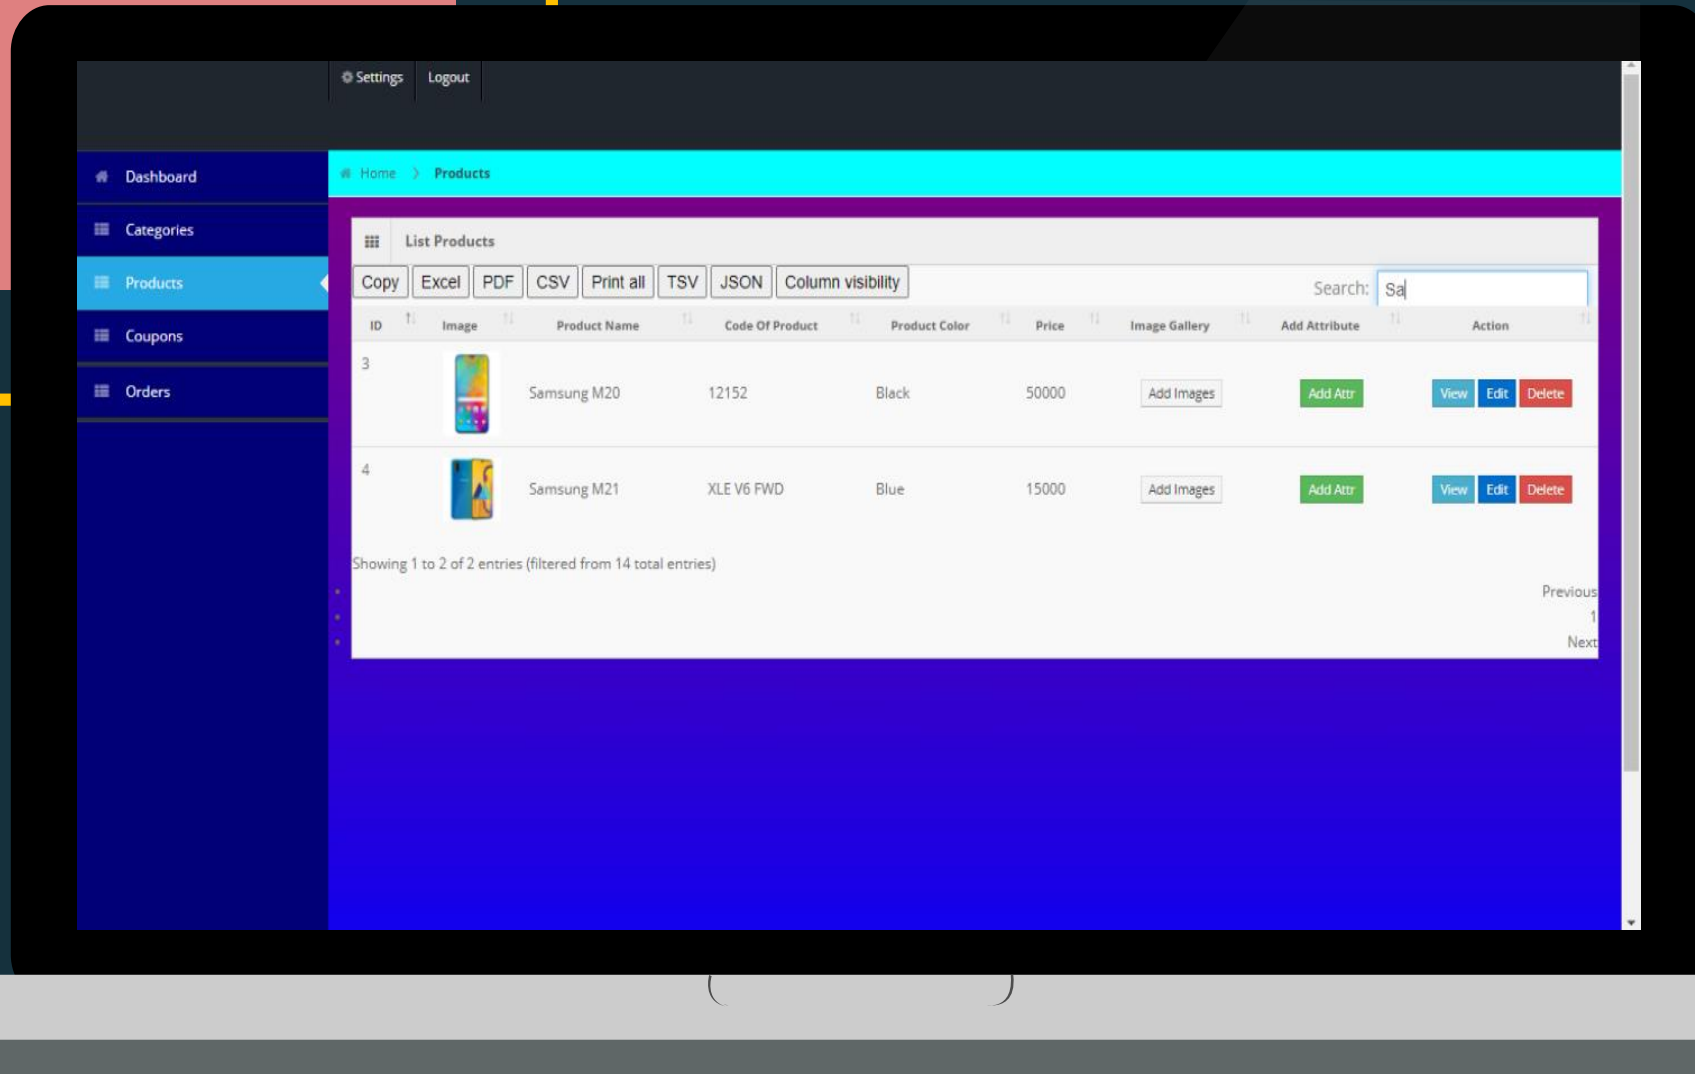 Settings Logout
Dashboard
Categories
Products
Coupons
Orders
Home Products
List Products
Copy Excel PDF CSV Print all TSV JSON Column visibility
Search: Sa
ID Image Product Name Code Of Product Product Color Price Image Gallery Add Attribute Action
3 Samsung M20 12152 Black 50000 Add Images Add Attr View Edit Delete
4 Samsung M21 XLE V6 FWD Blue 15000 Add Images Add Attr View Edit Delete
Showing 1 to 2 of 2 entries (filtered from 14 total entries)
Previous
1
Next